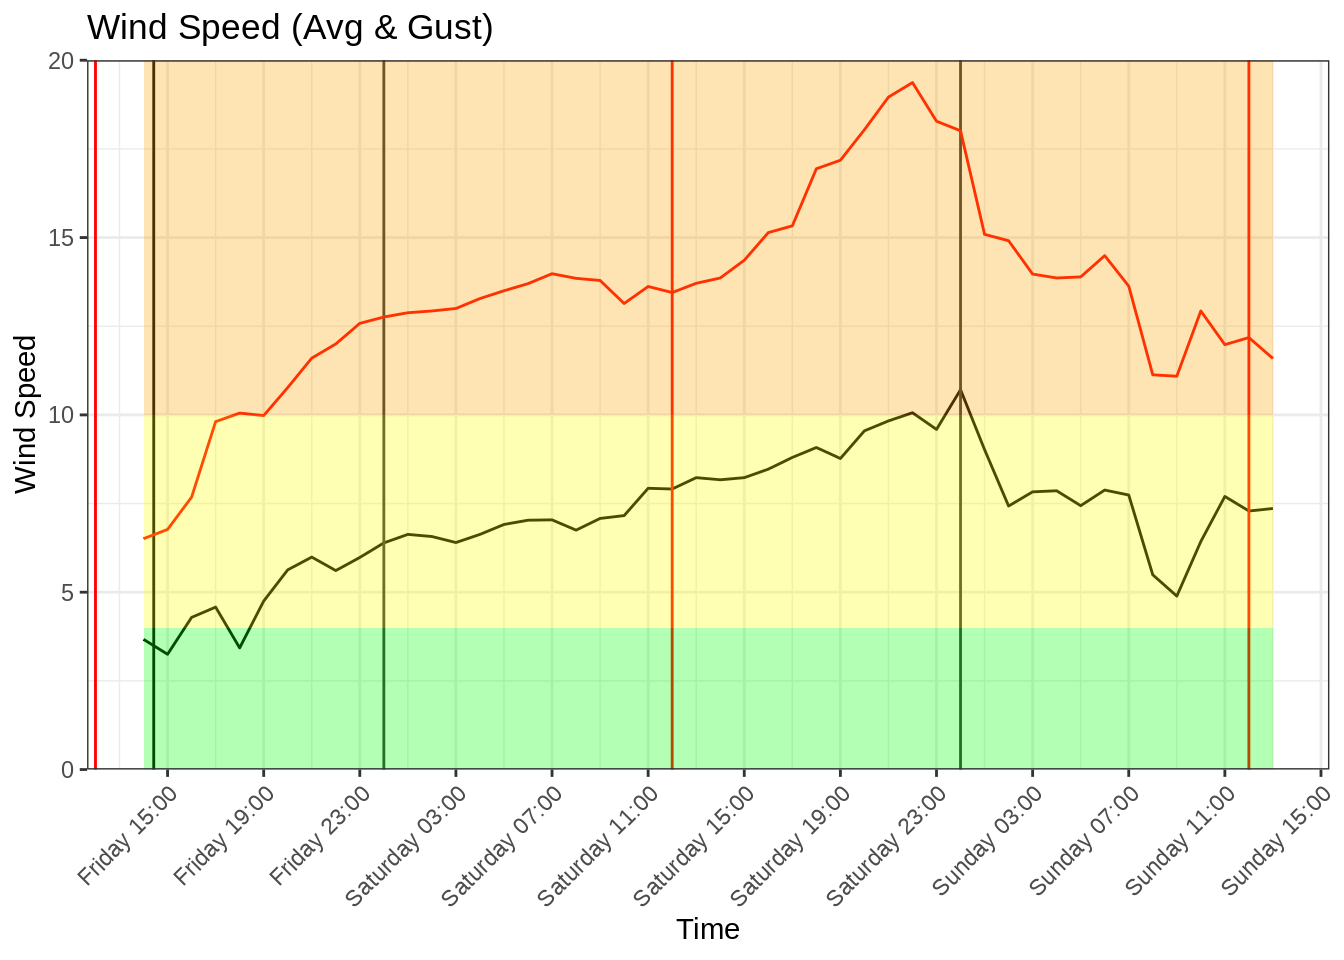 Wind Speed (Avg & Gust)
20
15
10
5
0
Wind Speed
Friday 15:00
Friday 19:00
Friday 23:00
Saturday 03:00
Saturday 07:00
Saturday 11:00
Saturday 15:00
Saturday 19:00
Saturday 23:00
Sunday 03:00
Sunday 07:00
Sunday 11:00
Sunday 15:00
Time